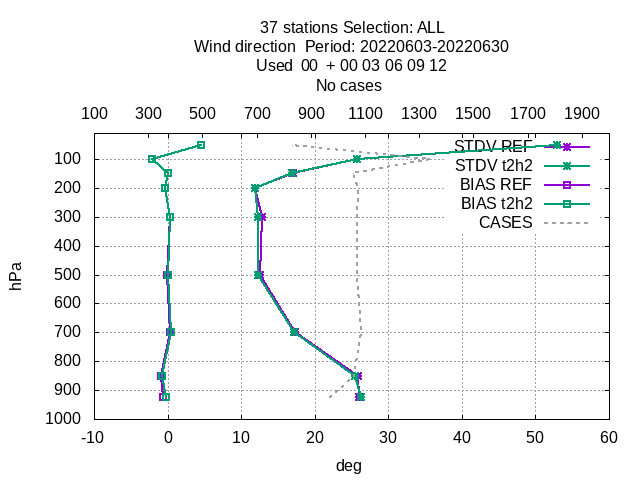 37 stations Selection: ALL
Wind direction  Period: 20220603-20220630
Used  00  + 00 03 06 09 12
No cases
100 300 500 700 900 1100 1300 1500 1700 1900
STDV REF
STDV t2h2
BIAS REF
BIAS t2h2
CASES
100
200
300
400
500
600
700
800
900
1000
hPa
-10 0 10 20 30 40 50 60
deg